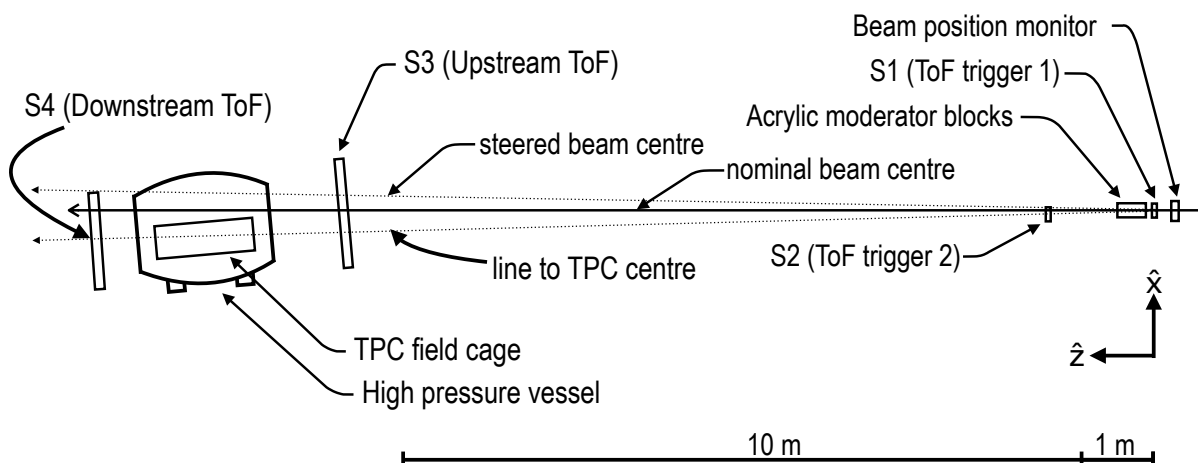 Beam position monitor
S3 (Upstream ToF)
S1 (ToF trigger 1)
S4 (Downstream ToF)
Acrylic moderator blocks
steered beam centre
nominal beam centre
S2 (ToF trigger 2)
line to TPC centre
x̂
TPC field cage
ẑ
High pressure vessel
10 m
1 m